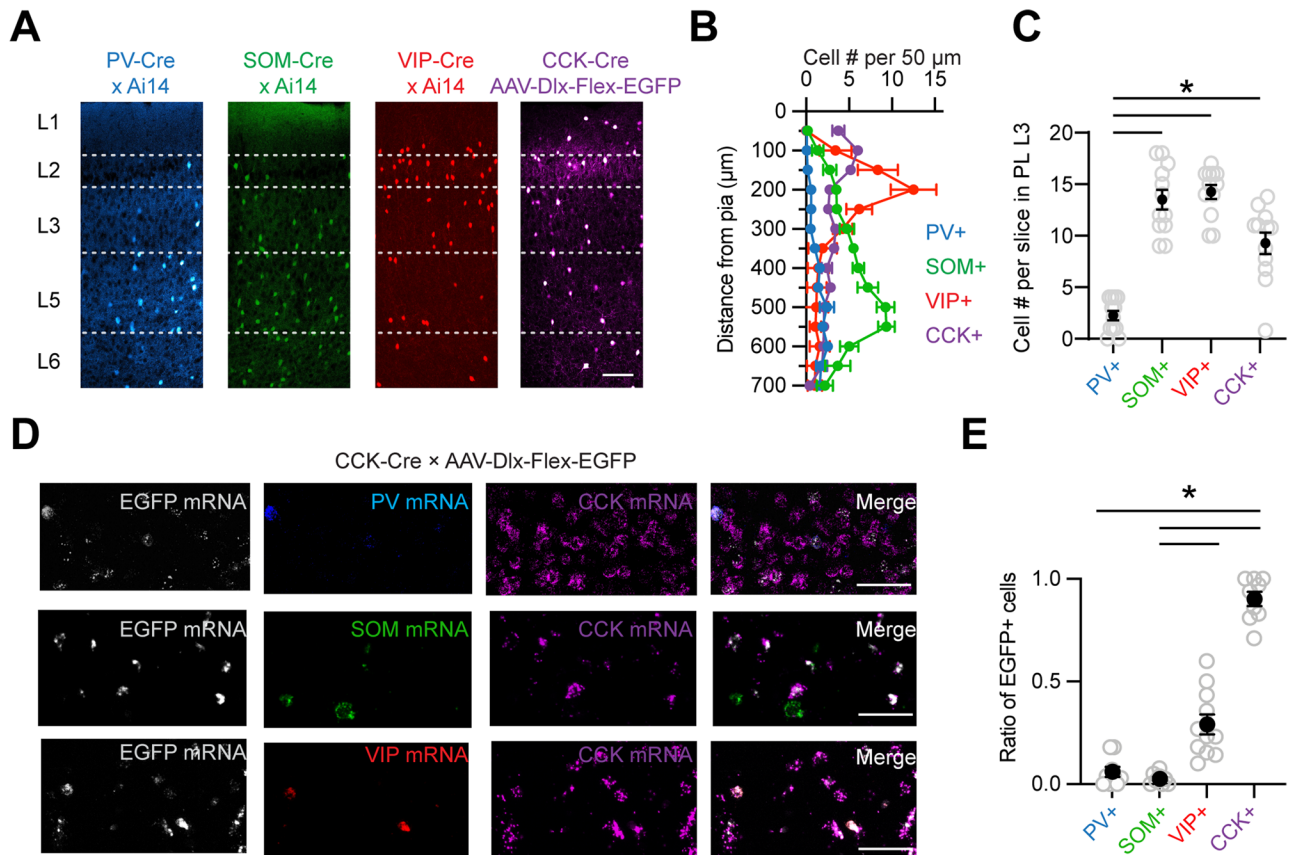 A
PV-Cre
x Ai14
SOM-Cre
x Ai14
VIP-Cre
x Ai14
CCK-Cre
AAV-Dlx-Flex-EGFP
L1
L2
L3
L5
L6
B
Cell # per 50 µm
0 5 10 15
0
100
200
300
400
500
600
700
Distance from pia (µm)
PV+
SOM+
VIP+
CCK+
C
*
20
15
10
5
0
Cell # per slice in PL L3
PV+
SOM+
VIP+
CCK+
D
CCK-Cre × AAV-Dlx-Flex-EGFP
EGFP mRNA PV mRNA CCK mRNA Merge
EGFP mRNA SOM mRNA CCK mRNA Merge
EGFP mRNA VIP mRNA CCK mRNA Merge
E
*
1.0
0.5
0.0
Ratio of EGFP+ cells
PV+
SOM+
VIP+
CCK+